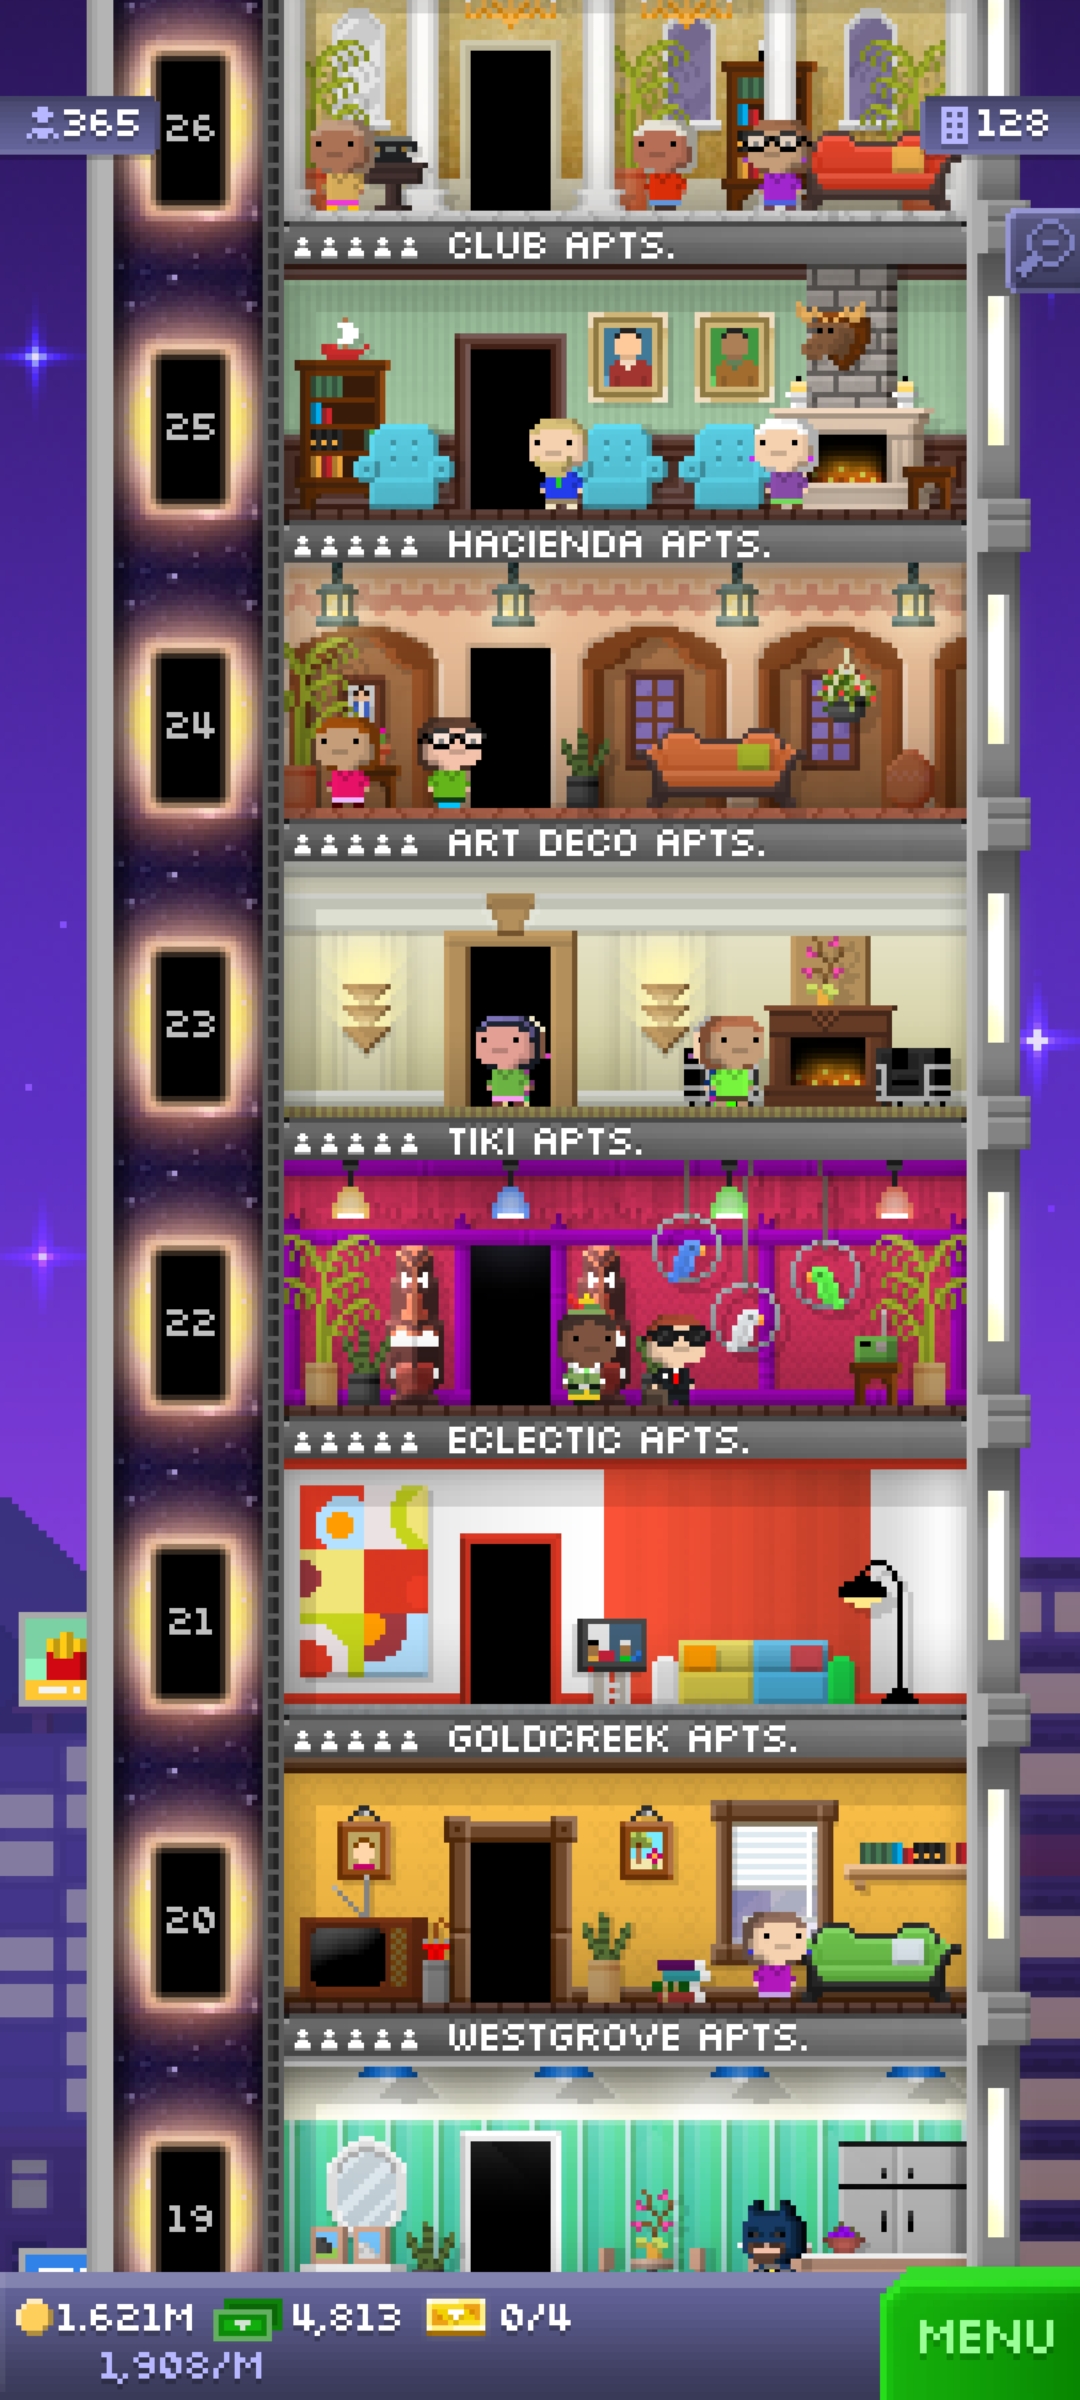 26
365
128
CLUB APTS.
25
HACIENDA APTS.
24
ART DECO APTS.
23
TIKI APTS.
22
ECLECTIC APTS.
21
GOLDCREEK APTS.
20
WESTGROVE APTS.
19
1.621M 4,813 0/4
1,908/M
MENU